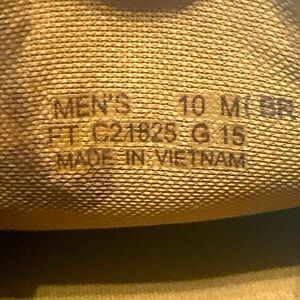 MEN'S 10 M( BR
FT C21825 G 15
MADE IN VIETNAM